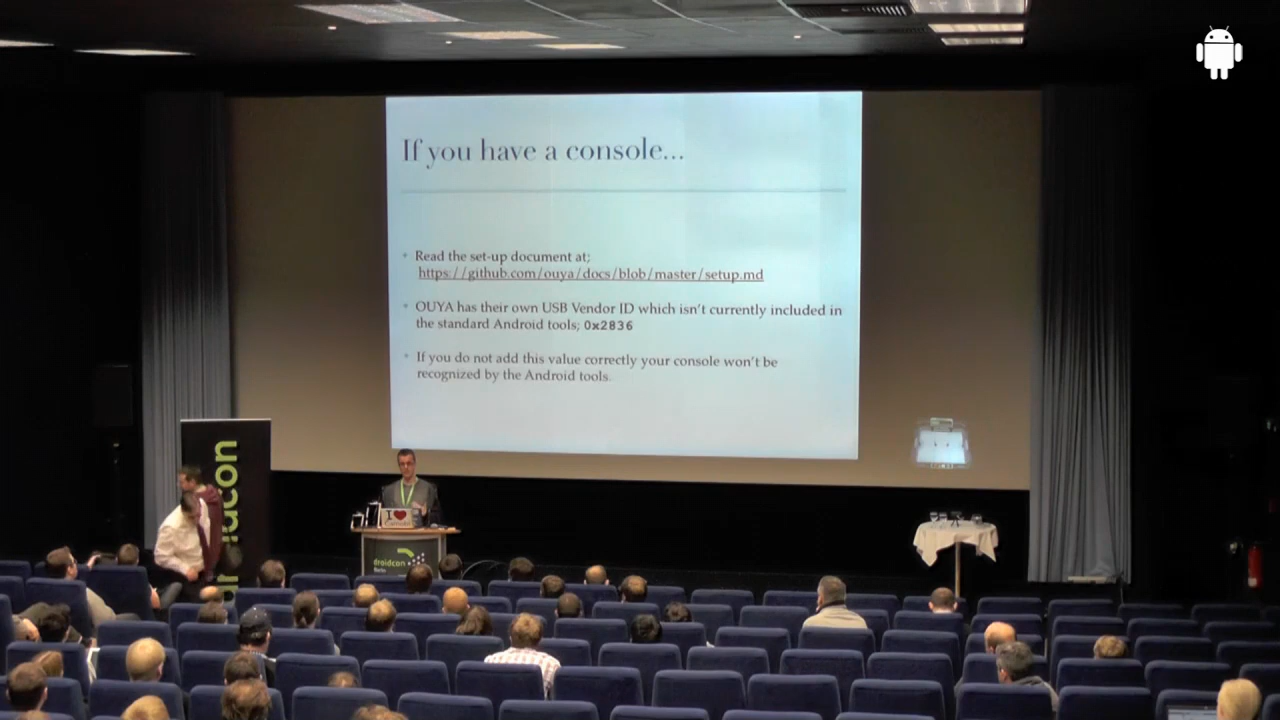 If you have a console...
Read the set-up document at;
https://github.com/ouya/docs/blob/master/setup.md
OUYA has their own USB Vendor ID which isn't currently included in
the standard Android tools; 0x2836
If you do not add this value correctly your console won't be
recognized by the Android tools.
droidcon
I
droidcon
Berlin